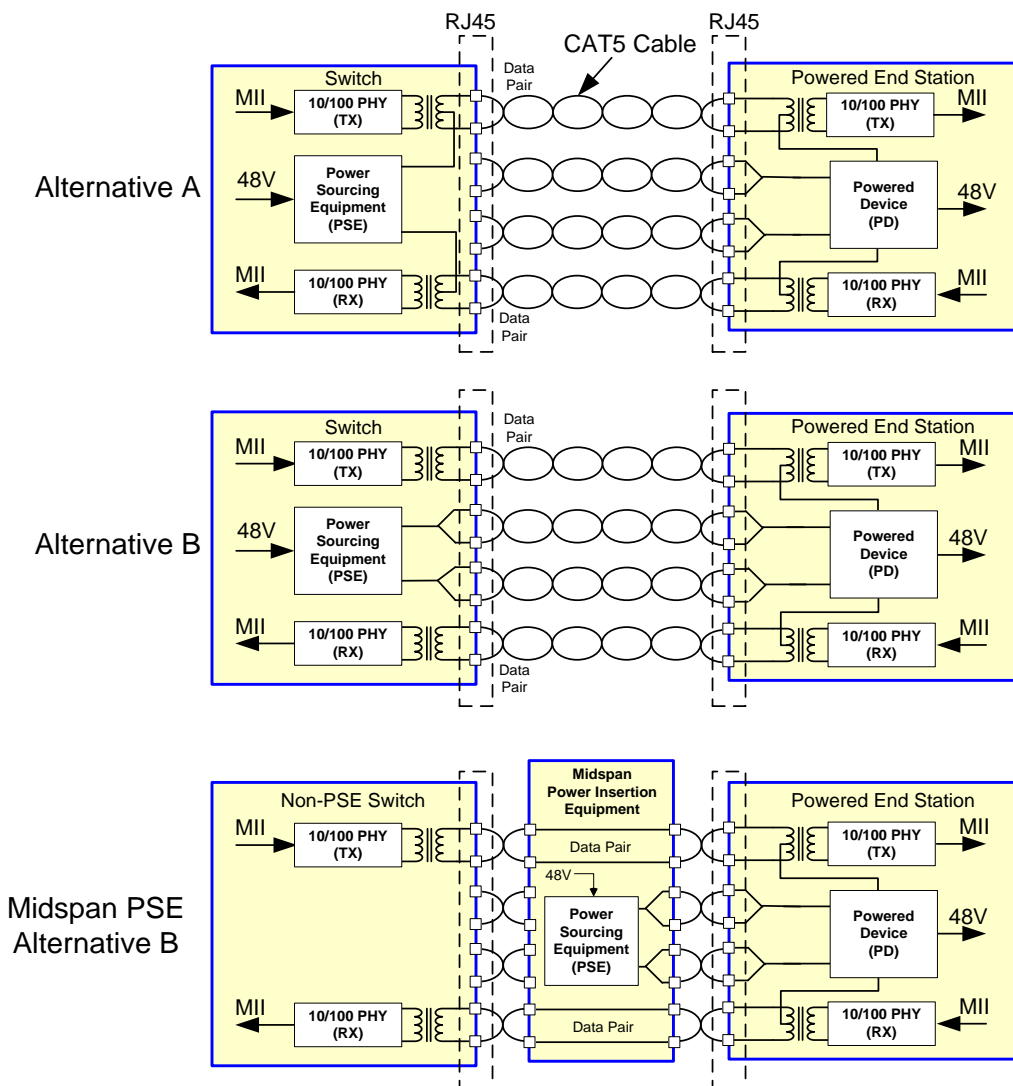 RJ45
RJ45
CAT5 Cable
Alternative A
Switch
Data
Pair
Powered End Station
MII
10/100 PHY
(TX)
10/100 PHY
(TX)
MII
48V
Power
Sourcing
Equipment
(PSE)
Powered
Device
(PD)
48V
MII
10/100 PHY
(RX)
Data
Pair
10/100 PHY
(RX)
MII
Alternative B
Switch
Data
Pair
Powered End Station
MII
10/100 PHY
(TX)
10/100 PHY
(TX)
MII
48V
Power
Sourcing
Equipment
(PSE)
Powered
Device
(PD)
48V
MII
10/100 PHY
(RX)
Data
Pair
10/100 PHY
(RX)
MII
Midspan PSE
Alternative B
Non-PSE Switch
Midspan
Power Insertion
Equipment
Powered End Station
MII
10/100 PHY
(TX)
Data Pair
10/100 PHY
(TX)
MII
48V
Power
Sourcing
Equipment
(PSE)
Powered
Device
(PD)
48V
MII
10/100 PHY
(RX)
Data Pair
10/100 PHY
(RX)
MII